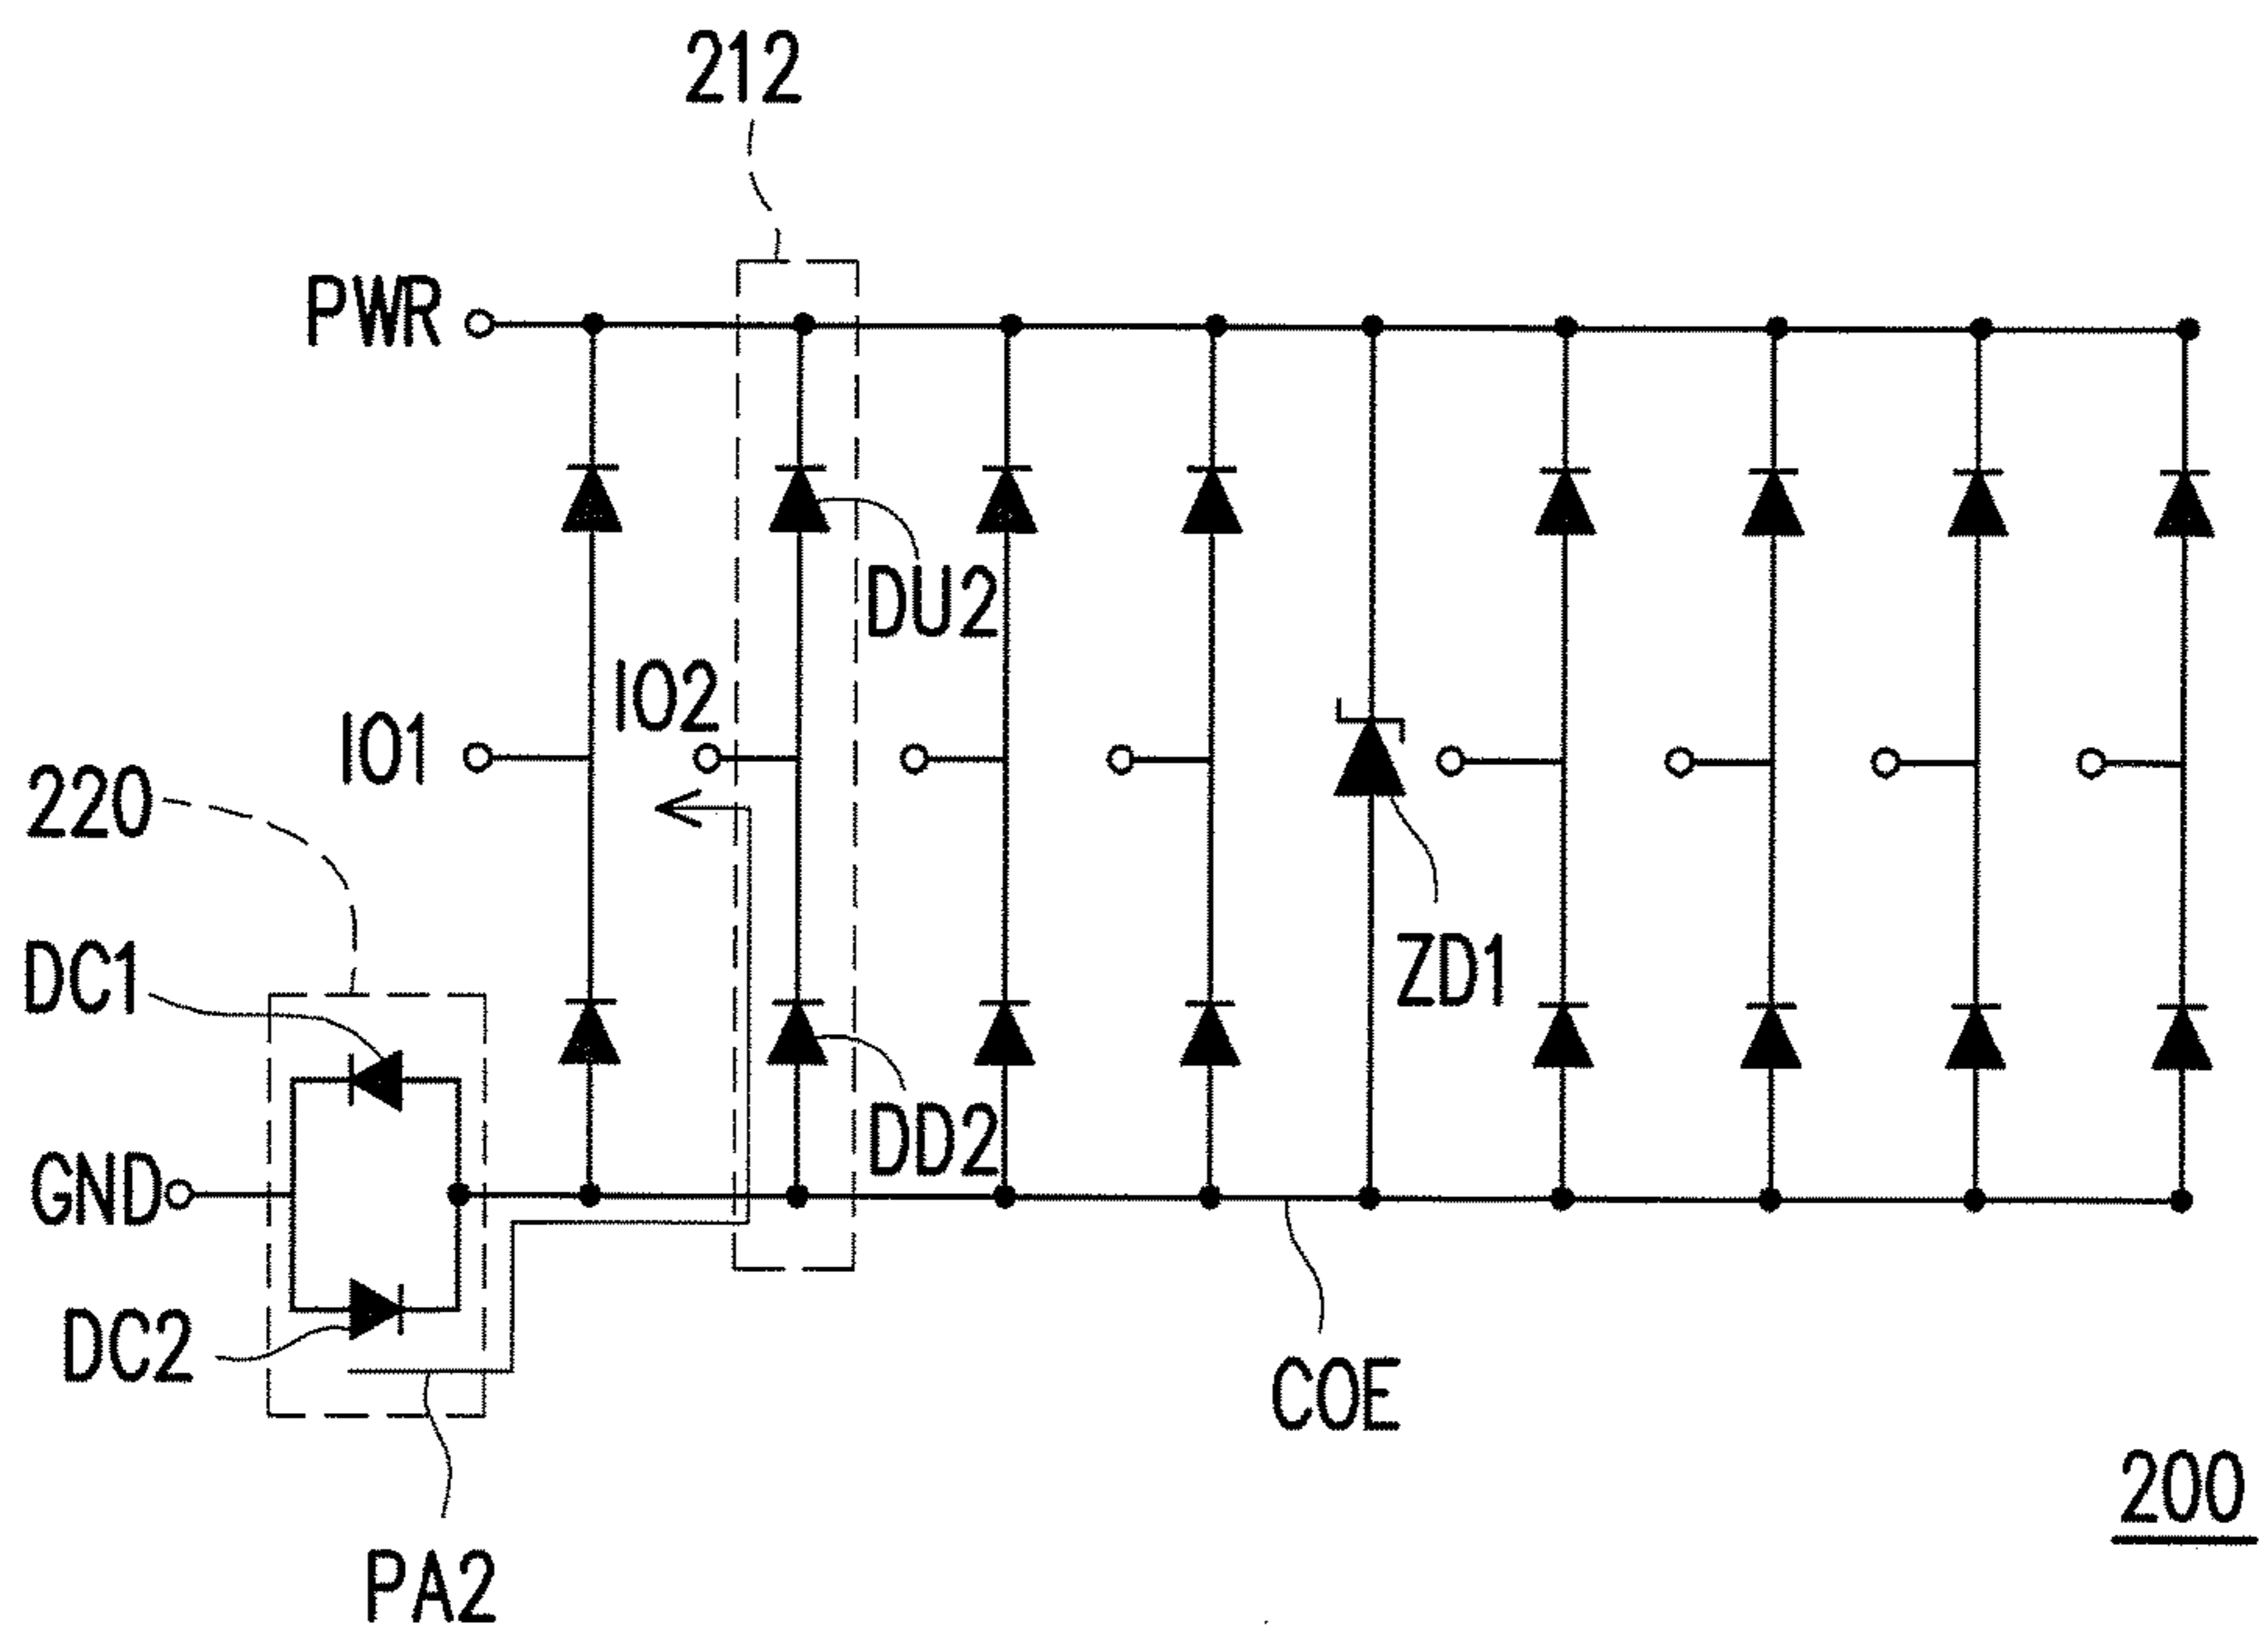 212
PWR
DU2
IO2
IO1
220
DC1
ZD1
DD2
GND
DC2
COE
200
PA2